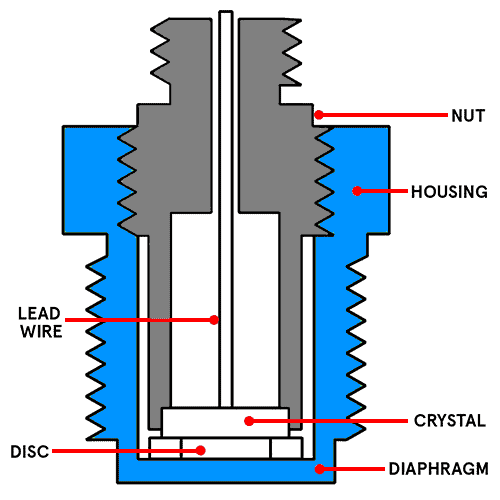 NUT
HOUSING
LEAD
WIRE
CRYSTAL
DISC
DIAPHRAGM